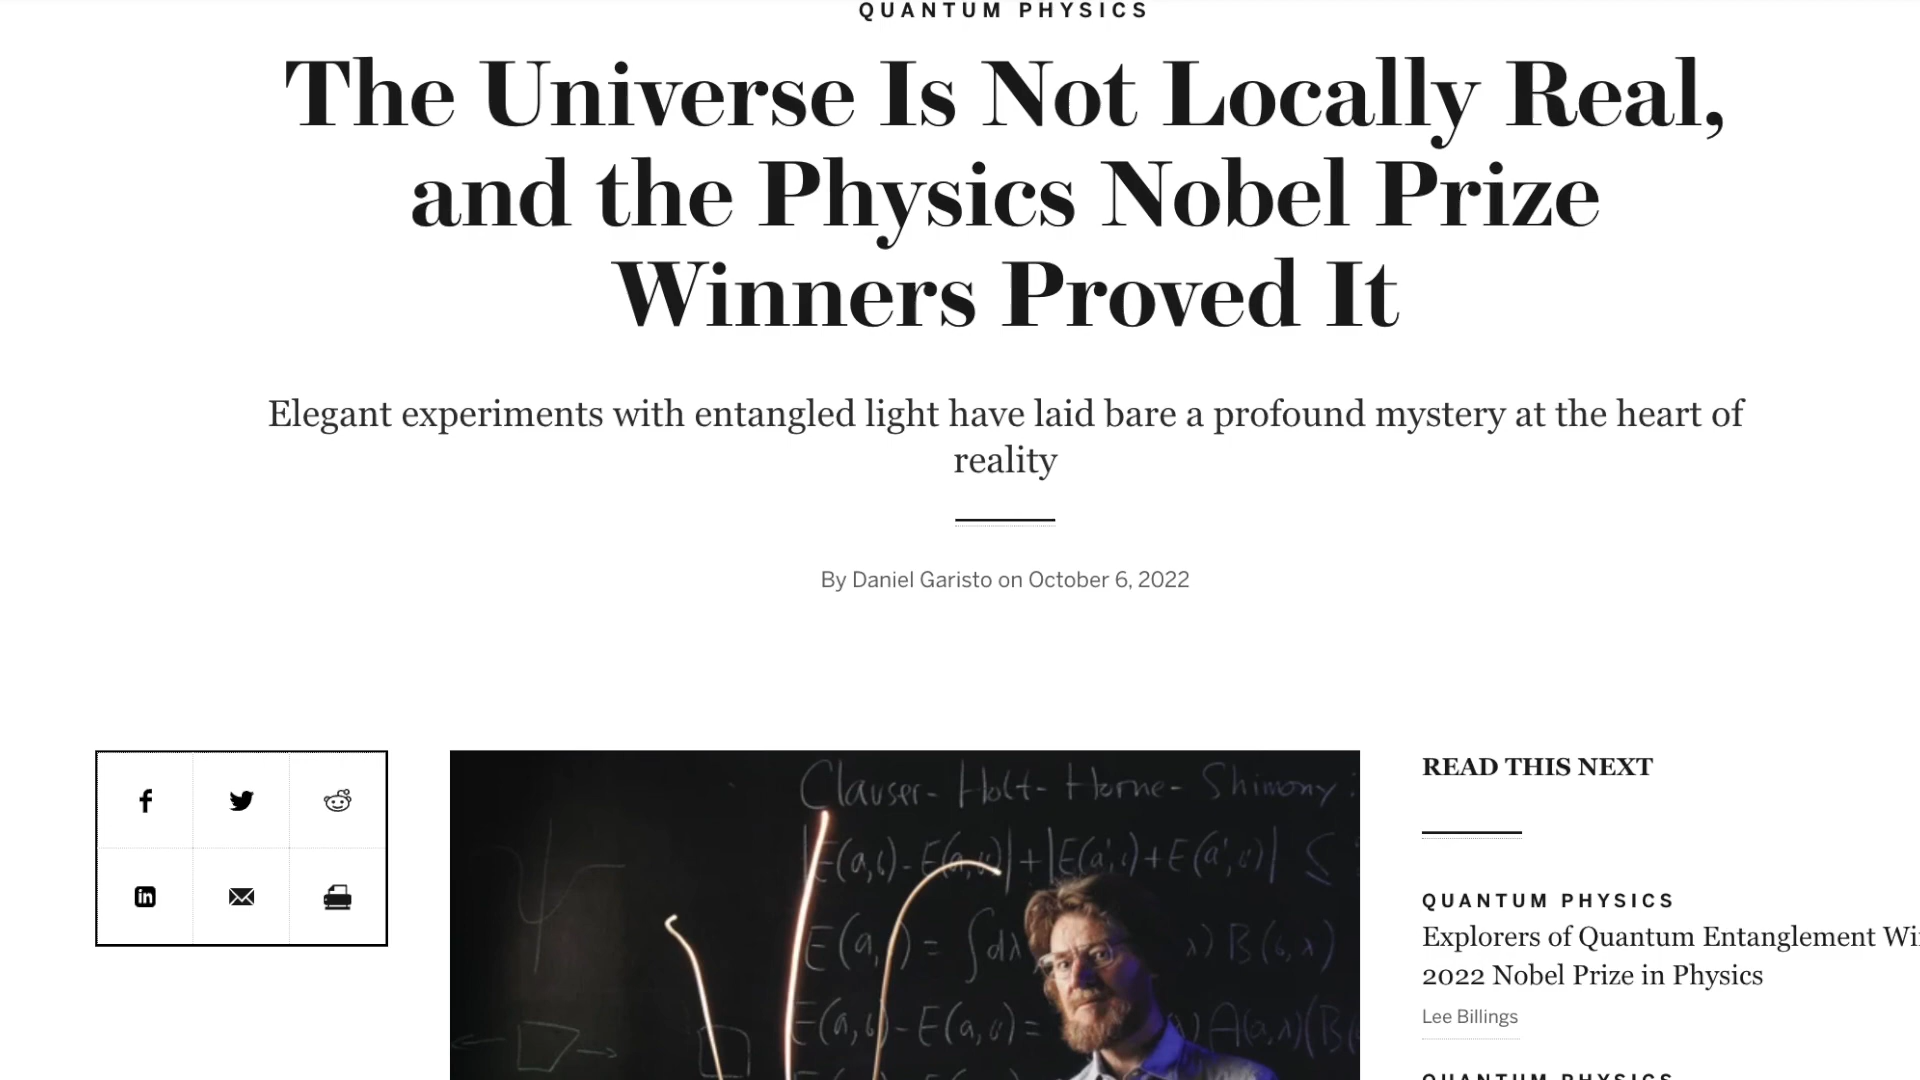 QUANTUM PHYSICS
The Universe Is Not Locally Real,
and the Physics Nobel Prize
Winners Proved It
Elegant experiments with entangled light have laid bare a profound mystery at the heart of
reality
By Daniel Garisto on October 6, 2022
Clauser-Holt-Horne-Shimony:
|E(a,b)-E(a,b')|+|E(a',b)+E(a',b')| ≤
= ∫dλ
READ THIS NEXT
QUANTUM PHYSICS
Explorers of Quantum Entanglement
2022 Nobel Prize in Physics
Lee Billings
QUANTUM PHYSICS